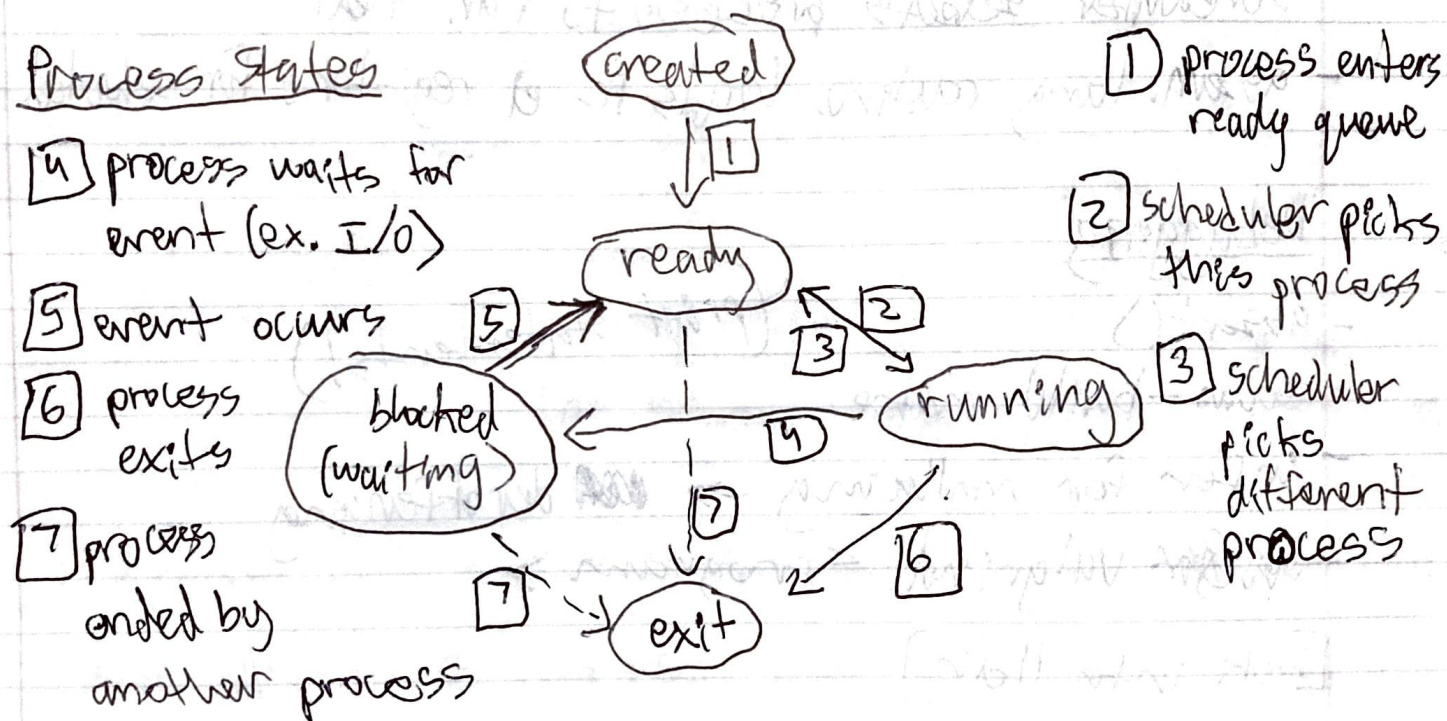 Process States
created
1 process enters
ready queue
1
4 process waits for
event (ex. I/O)
2 scheduler picks
this process
ready
5 event occurs
5
2
3
3 scheduler
picks
different
process
6 process
exits
blocked
(waiting)
running
4
7 process
ended by
another process
7
6
7
exit